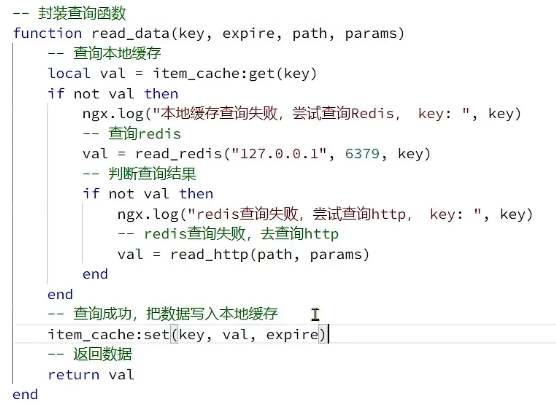 -- 封装查询函数
function read_data(key, expire, path, params)
    -- 查询本地缓存
    local val = item_cache:get(key)
    if not val then
        ngx.log("本地缓存查询失败，尝试查询Redis， key: ", key)
        -- 查询redis
        val = read_redis("127.0.0.1", 6379, key)
        -- 判断查询结果
        if not val then
            ngx.log("redis查询失败，尝试查询http， key: ", key)
            -- redis查询失败，去查询http
            val = read_http(path, params)
        end
    end
    -- 查询成功，把数据写入本地缓存
    item_cache:set(key, val, expire)
    -- 返回数据
    return val
end